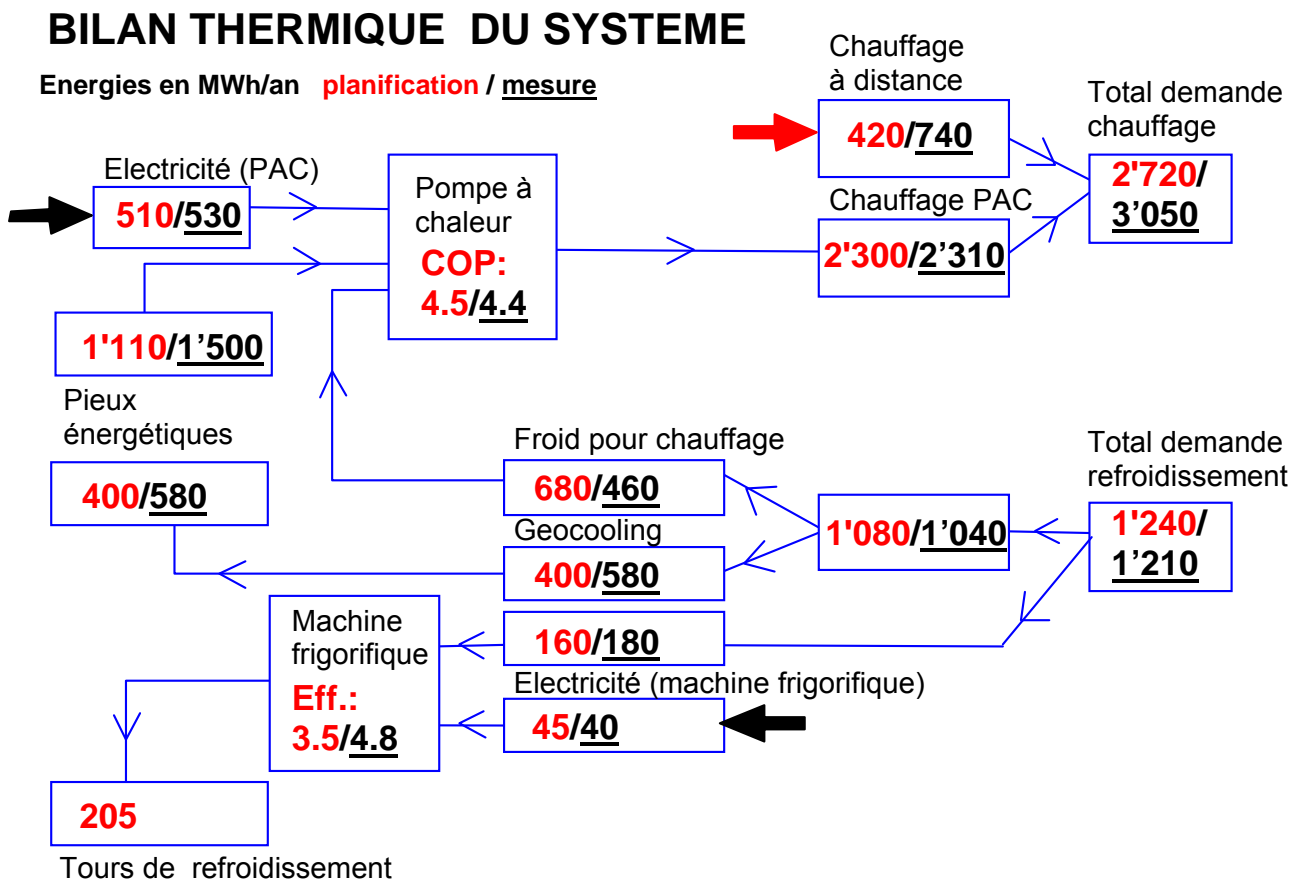 BILAN THERMIQUE DU SYSTEME
Energies en MWh/an planification / mesure
Chauffage
à distance
420/740
Total demande
chauffage
2'720/
3'050
Electricité (PAC)
510/530
Pompe à
chaleur
COP:
4.5/4.4
Chauffage PAC
2'300/2’310
1'110/1’500
Pieux
énergétiques
400/580
Froid pour chauffage
680/460
Geocooling
400/580
1'080/1’040
Total demande
refroidissement
1'240/
1’210
Machine
frigorifique
Eff.:
3.5/4.8
160/180
Electricité (machine frigorifique)
45/40
205
Tours de refroidissement